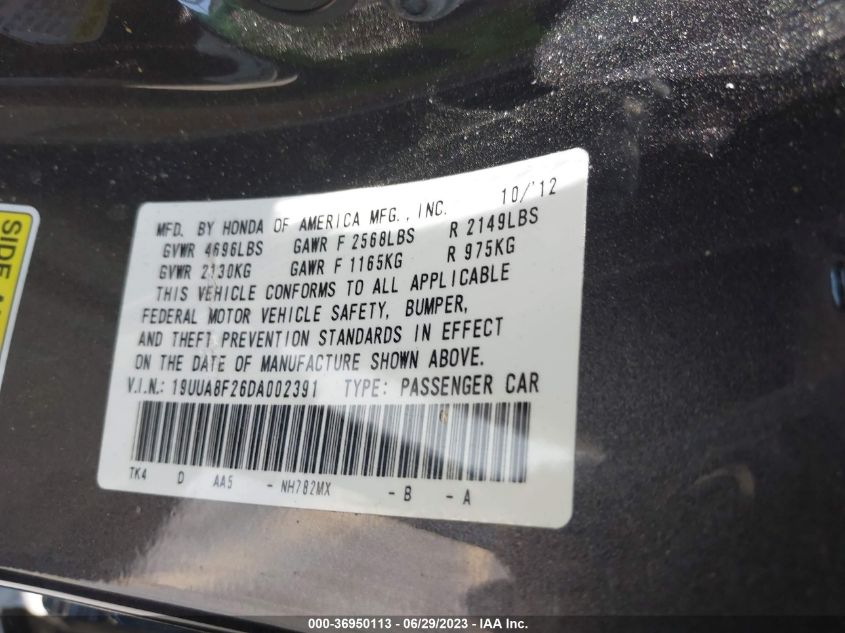 MFD. BY HONDA OF AMERICA MFG., INC. 10/'12
GVWR 4696LBS GAWR F 2568LBS R 2149LBS
GVWR 2130KG GAWR F 1165KG R 975KG
THIS VEHICLE CONFORMS TO ALL APPLICABLE
FEDERAL MOTOR VEHICLE SAFETY, BUMPER,
AND THEFT PREVENTION STANDARDS IN EFFECT
ON THE DATE OF MANUFACTURE SHOWN ABOVE.
V.I.N.: 19UUA8F26DA002391 TYPE: PASSENGER CAR
TK4 D AA5 - NH782MX - B - A
SIDE
000-36950113 - 06/29/2023 - IAA Inc.